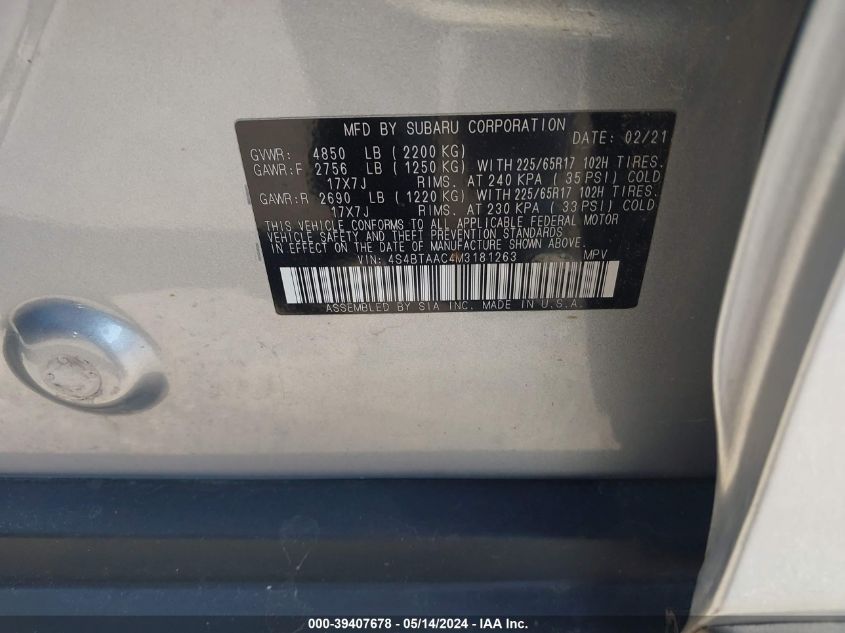 MFD BY SUBARU CORPORATION DATE: 02/21
GVWR: 4850 LB (2200 KG)
GAWR:F 2756 LB (1250 KG) WITH 225/65R17 102H TIRES.
17X7J RIMS. AT 240 KPA (35 PSI) COLD
GAWR:R 2690 LB (1220 KG) WITH 225/65R17 102H TIRES.
17X7J RIMS. AT 230 KPA (33 PSI) COLD
THIS VEHICLE CONFORMS TO ALL APPLICABLE FEDERAL MOTOR
VEHICLE SAFETY AND THEFT PREVENTION STANDARDS
IN EFFECT ON THE DATE OF MANUFACTURE SHOWN ABOVE.
VIN: 4S4BTAAC4M3181263 MPV
ASSEMBLED BY SIA INC. MADE IN U.S.A.
000-39407678 - 05/14/2024 - IAA Inc.